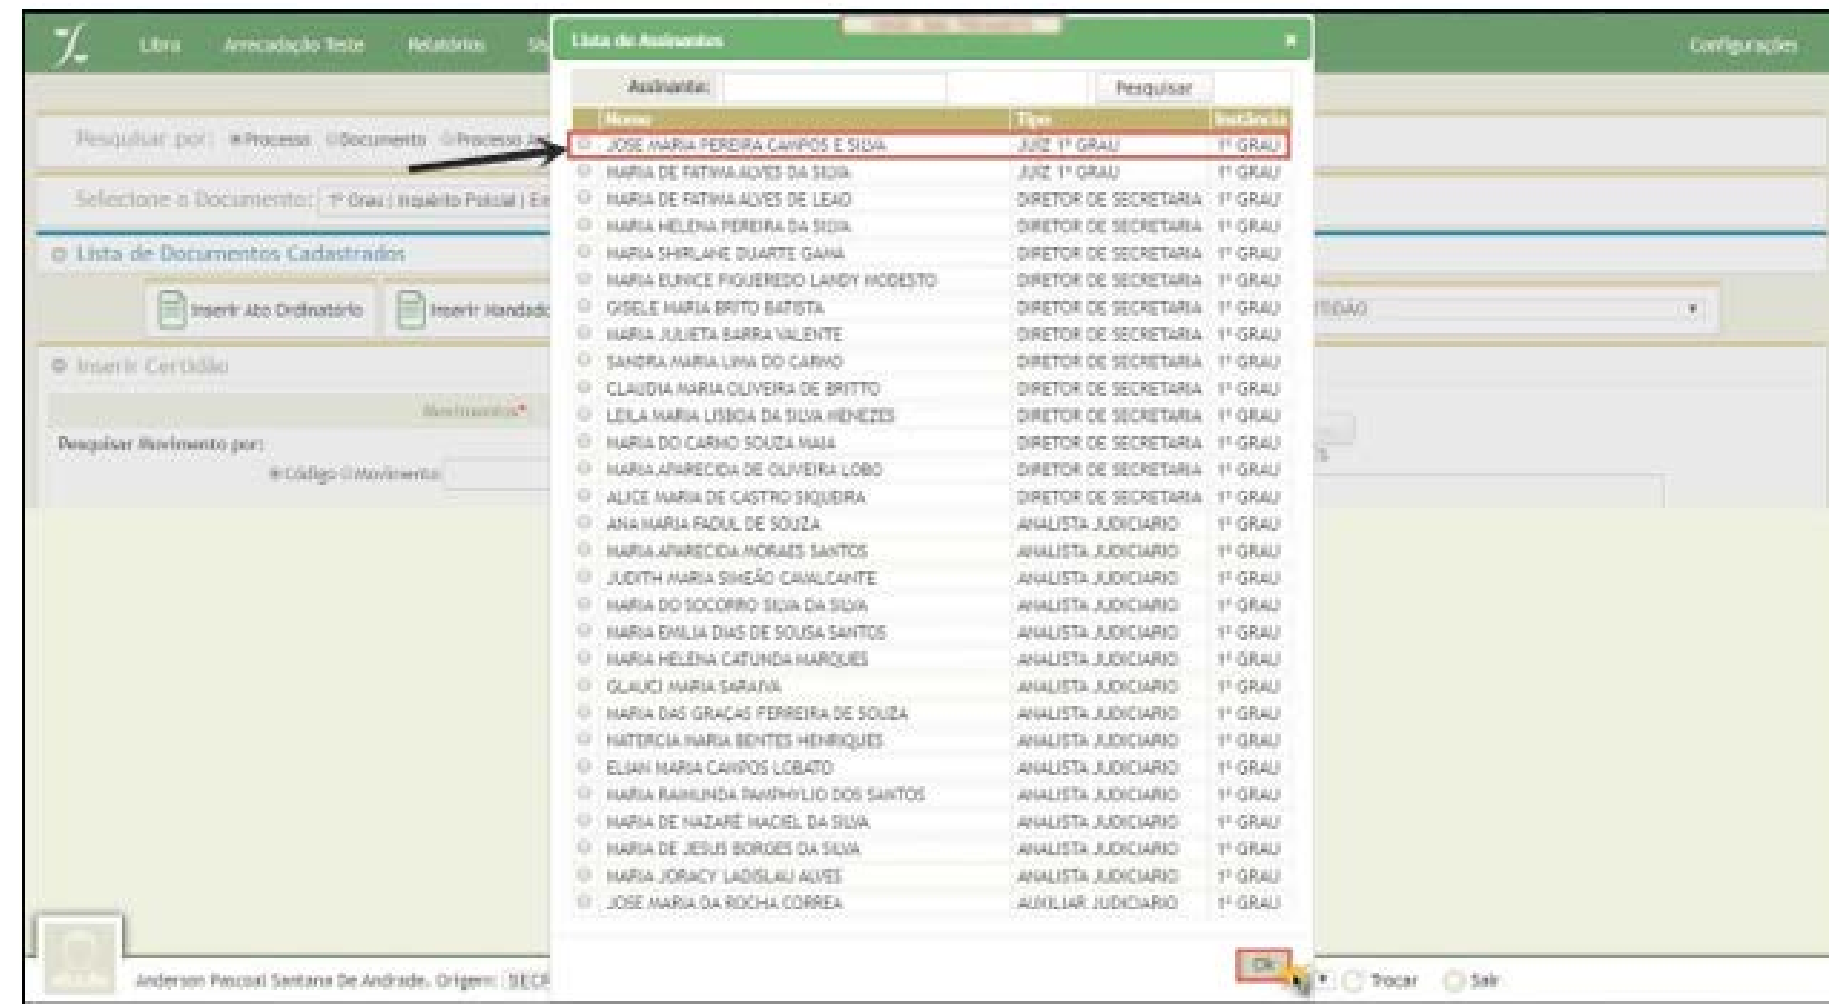 Libra Arrecadação Teste Relatórios Configurações
Lista de Assinantes
Assinante: Pesquisar
Nome Tipo Instância
Pesquisar por: Processo Documento Processo
JOSE MARIA PEREIRA CAMPOS E SILVA JUIZ 1º GRAU 1º GRAU
MARIA DE FATIMA ALVES DA SILVA JUIZ 1º GRAU 1º GRAU
Selecione o Documento: 1º Grau | Inquérito Policial |
MARIA DE FATIMA ALVES DE LEAO DIRETOR DE SECRETARIA 1º GRAU
MARIA HELENA PEREIRA DA SILVA DIRETOR DE SECRETARIA 1º GRAU
Lista de Documentos Cadastrados
MARIA SHIRLANE DUARTE GAMA DIRETOR DE SECRETARIA 1º GRAU
MARIA EUNICE FIGUEREDO LANDY MODESTO DIRETOR DE SECRETARIA 1º GRAU
Inserir Ato Ordinatório Inserir Mandado
GISELE MARIA BRITO BATISTA DIRETOR DE SECRETARIA 1º GRAU
MARIA JULIETA BARRA VALENTE DIRETOR DE SECRETARIA 1º GRAU
Inserir Certidão
SANDRA MARIA LIMA DO CARMO DIRETOR DE SECRETARIA 1º GRAU
CLAUDIA MARIA OLIVEIRA DE BRITTO DIRETOR DE SECRETARIA 1º GRAU
Movimentos*
LEILA MARIA LISBOA DA SILVA MENEZES DIRETOR DE SECRETARIA 1º GRAU
Pesquisar Movimento por:
MARIA DO CARMO SOUZA MAIA DIRETOR DE SECRETARIA 1º GRAU
Código Movimento
MARIA APARECIDA DE OLIVEIRA LOBO DIRETOR DE SECRETARIA 1º GRAU
ALICE MARIA DE CASTRO SIQUEIRA DIRETOR DE SECRETARIA 1º GRAU
ANA MARIA FADUL DE SOUZA ANALISTA JUDICIARIO 1º GRAU
MARIA APARECIDA MORAES SANTOS ANALISTA JUDICIARIO 1º GRAU
JUDITH MARIA SIMEÃO CAVALCANTE ANALISTA JUDICIARIO 1º GRAU
MARIA DO SOCORRO SILVA DA SILVA ANALISTA JUDICIARIO 1º GRAU
MARIA EMILIA DIAS DE SOUSA SANTOS ANALISTA JUDICIARIO 1º GRAU
MARIA HELENA CATUNDA MARQUES ANALISTA JUDICIARIO 1º GRAU
GLAUCI MARIA SARAIVA ANALISTA JUDICIARIO 1º GRAU
MARIA DAS GRAÇAS FERREIRA DE SOUZA ANALISTA JUDICIARIO 1º GRAU
NATERCIA MARIA BENTES HENRIQUES ANALISTA JUDICIARIO 1º GRAU
ELIAN MARIA CAMPOS LOBATO ANALISTA JUDICIARIO 1º GRAU
MARIA RAIMUNDA PAMPHYLIO DOS SANTOS ANALISTA JUDICIARIO 1º GRAU
MARIA DE NAZARÉ MACIEL DA SILVA ANALISTA JUDICIARIO 1º GRAU
MARIA DE JESUS BORGES DA SILVA ANALISTA JUDICIARIO 1º GRAU
MARIA JORACY LADISLAU ALVES ANALISTA JUDICIARIO 1º GRAU
JOSE MARIA DA ROCHA CORREA AUXILIAR JUDICIARIO 1º GRAU
Ok
Anderson Pascoal Santana De Andrade. Origem: Trocar Sair